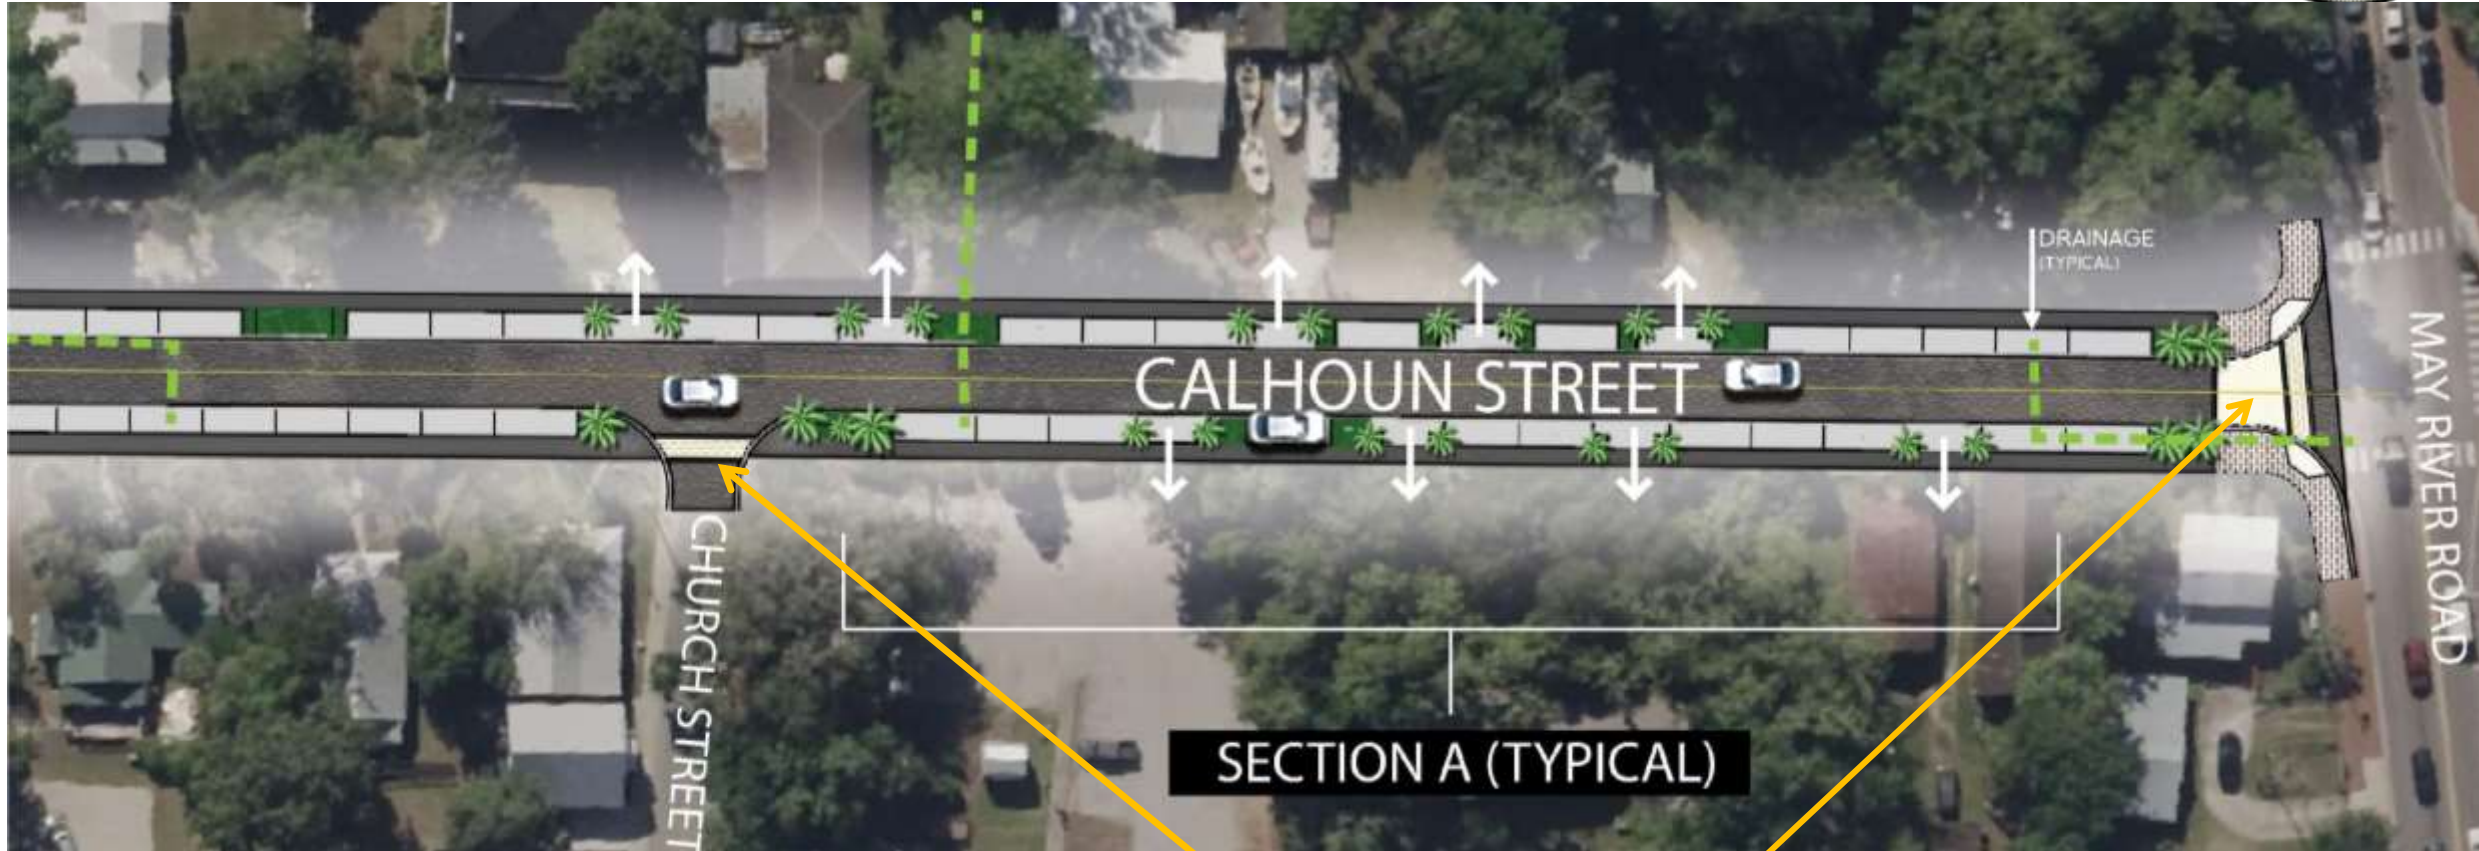 DRAINAGE
(TYPICAL)
CALHOUN STREET
MAY RIVER ROAD
CHURCH STREET
SECTION A (TYPICAL)